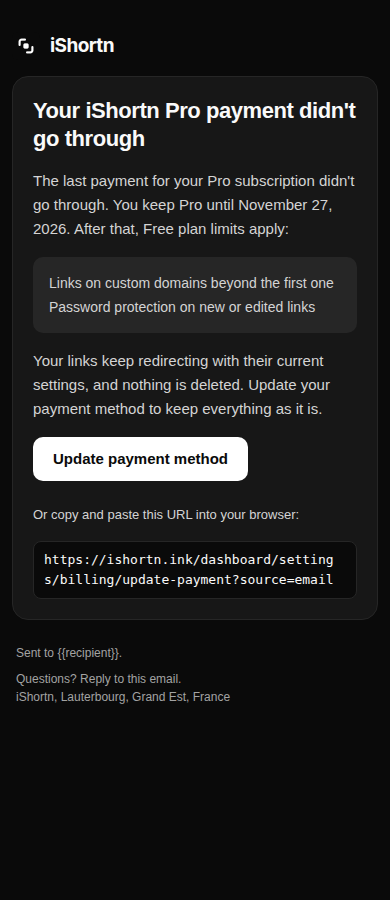 iShortn
Your iShortn Pro payment didn't
go through
The last payment for your Pro subscription didn't
go through. You keep Pro until November 27,
2026. After that, Free plan limits apply:
Links on custom domains beyond the first one
Password protection on new or edited links
Your links keep redirecting with their current
settings, and nothing is deleted. Update your
payment method to keep everything as it is.
Update payment method
Or copy and paste this URL into your browser:
https://ishortn.ink/dashboard/setting
s/billing/update-payment?source=email
Sent to {{recipient}}.
Questions? Reply to this email.
iShortn, Lauterbourg, Grand Est, France